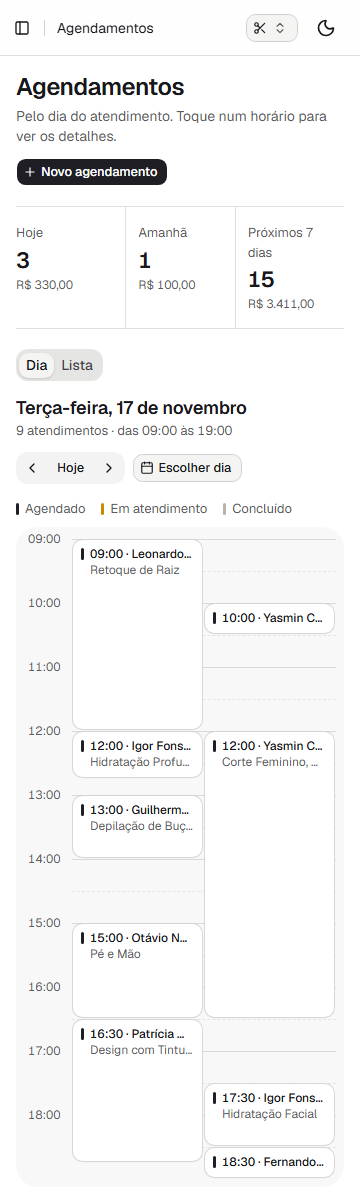 Agendamentos
Agendamentos
Pelo dia do atendimento. Toque num horário para
ver os detalhes.
+ Novo agendamento
Hoje
3
R$ 330,00
Amanhã
1
R$ 100,00
Próximos 7
dias
15
R$ 3.411,00
Dia
Lista
Terça-feira, 17 de novembro
9 atendimentos · das 09:00 às 19:00
Hoje
Escolher dia
Agendado
Em atendimento
Concluído
09:00
09:00 · Leonardo...
Retoque de Raiz
10:00
10:00 · Yasmin C...
11:00
12:00
12:00 · Igor Fons...
Hidratação Profu...
12:00 · Yasmin C...
Corte Feminino, ...
13:00
13:00 · Guilherm...
Depilação de Buç...
14:00
15:00
15:00 · Otávio N...
Pé e Mão
16:00
16:30 · Patrícia ...
Design com Tintu...
17:00
17:30 · Igor Fons...
Hidratação Facial
18:00
18:30 · Fernando...